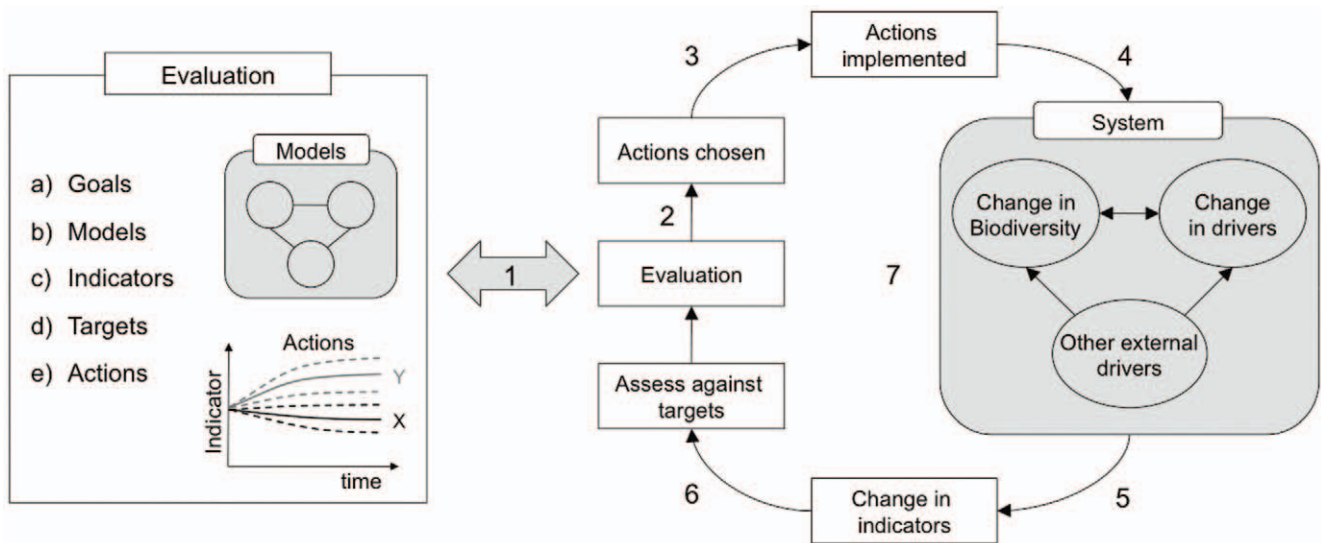 Evaluation
Models
a) Goals
b) Models
c) Indicators
d) Targets
e) Actions
Actions
Y
X
Indicator
time
1
2
3
Actions
implemented
4
Actions chosen
Evaluation
Assess against
targets
System
Change in
Biodiversity
Change
in drivers
Other external
drivers
7
6
Change in
indicators
5